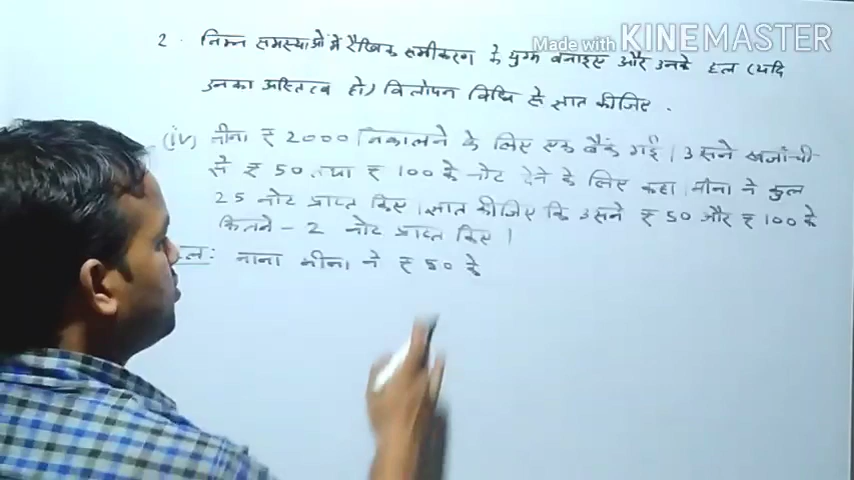 Made with KINEMASTER
2. निम्न समस्याओं में रैखिक समीकरण के युग्म बनाइए और उनके हल (यदि
उनका अस्तित्व हो) विलोपन विधि से ज्ञात कीजिए .
(iv) मीना ₹ 2000 निकालने के लिए एक बैंक गई । उसने खजांची
से ₹ 50 तथा ₹ 100 के नोट देने के लिए कहा । मीना ने कुल
25 नोट प्राप्त किए । ज्ञात कीजिए कि उसने ₹ 50 और ₹ 100 के
कितने - 2 नोट प्राप्त किए ।
माना मीना ने ₹ 50 के